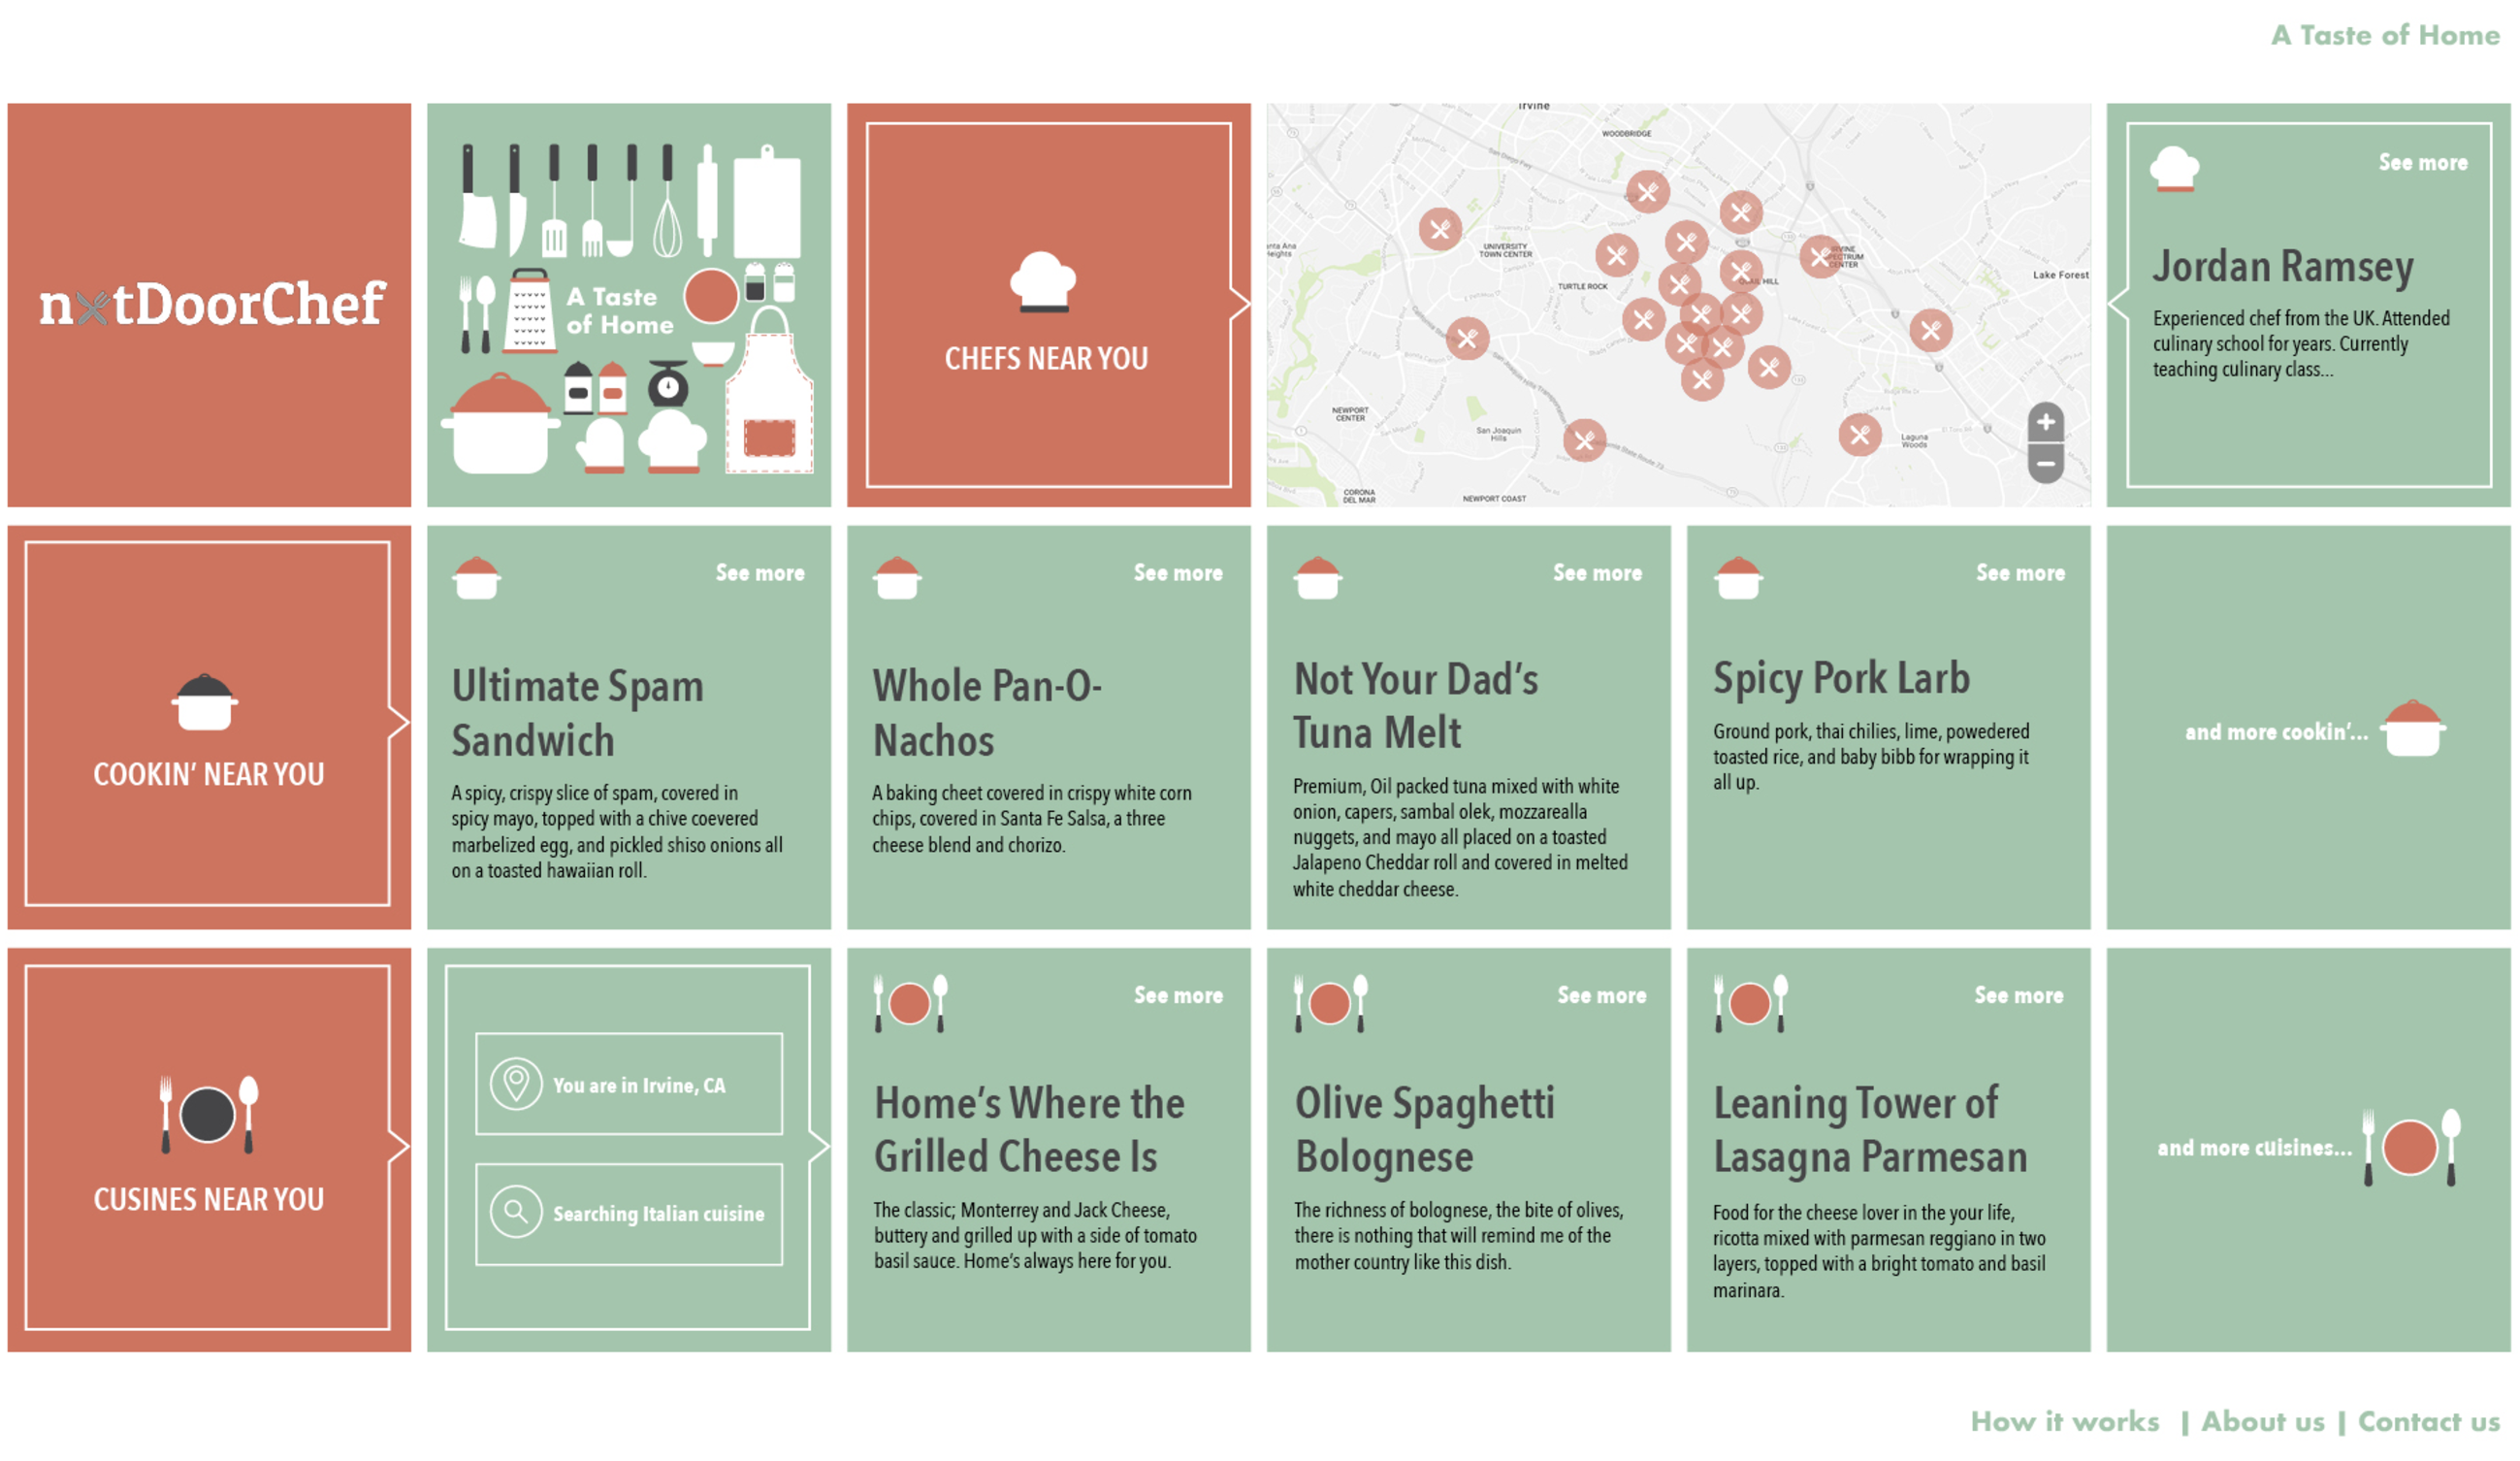 A Taste of Home
nxtDoorChef
A Taste
of Home
CHEFS NEAR YOU
Irvine
WOODBRIDGE
UNIVERSITY
TOWN CENTER
TURTLE ROCK
Lake Forest
NEWPORT
CENTER
San Joaquin
Hills
Laguna
Woods
CORONA
DEL MAR
NEWPORT COAST
+
−
See more
Jordan Ramsey
Experienced chef from the UK. Attended
culinary school for years. Currently
teaching culinary class...
COOKIN’ NEAR YOU
See more
Ultimate Spam
Sandwich
A spicy, crispy slice of spam, covered in
spicy mayo, topped with a chive coevered
marbelized egg, and pickled shiso onions all
on a toasted hawaiian roll.
See more
Whole Pan-O-
Nachos
A baking cheet covered in crispy white corn
chips, covered in Santa Fe Salsa, a three
cheese blend and chorizo.
See more
Not Your Dad’s
Tuna Melt
Premium, Oil packed tuna mixed with white
onion, capers, sambal olek, mozzarealla
nuggets, and mayo all placed on a toasted
Jalapeno Cheddar roll and covered in melted
white cheddar cheese.
See more
Spicy Pork Larb
Ground pork, thai chilies, lime, powedered
toasted rice, and baby bibb for wrapping it
all up.
and more cookin’...
CUSINES NEAR YOU
You are in Irvine, CA
Searching Italian cuisine
See more
Home’s Where the
Grilled Cheese Is
The classic; Monterrey and Jack Cheese,
buttery and grilled up with a side of tomato
basil sauce. Home’s always here for you.
See more
Olive Spaghetti
Bolognese
The richness of bolognese, the bite of olives,
there is nothing that will remind me of the
mother country like this dish.
See more
Leaning Tower of
Lasagna Parmesan
Food for the cheese lover in the your life,
ricotta mixed with parmesan reggiano in two
layers, topped with a bright tomato and basil
marinara.
and more cuisines...
How it works | About us | Contact us